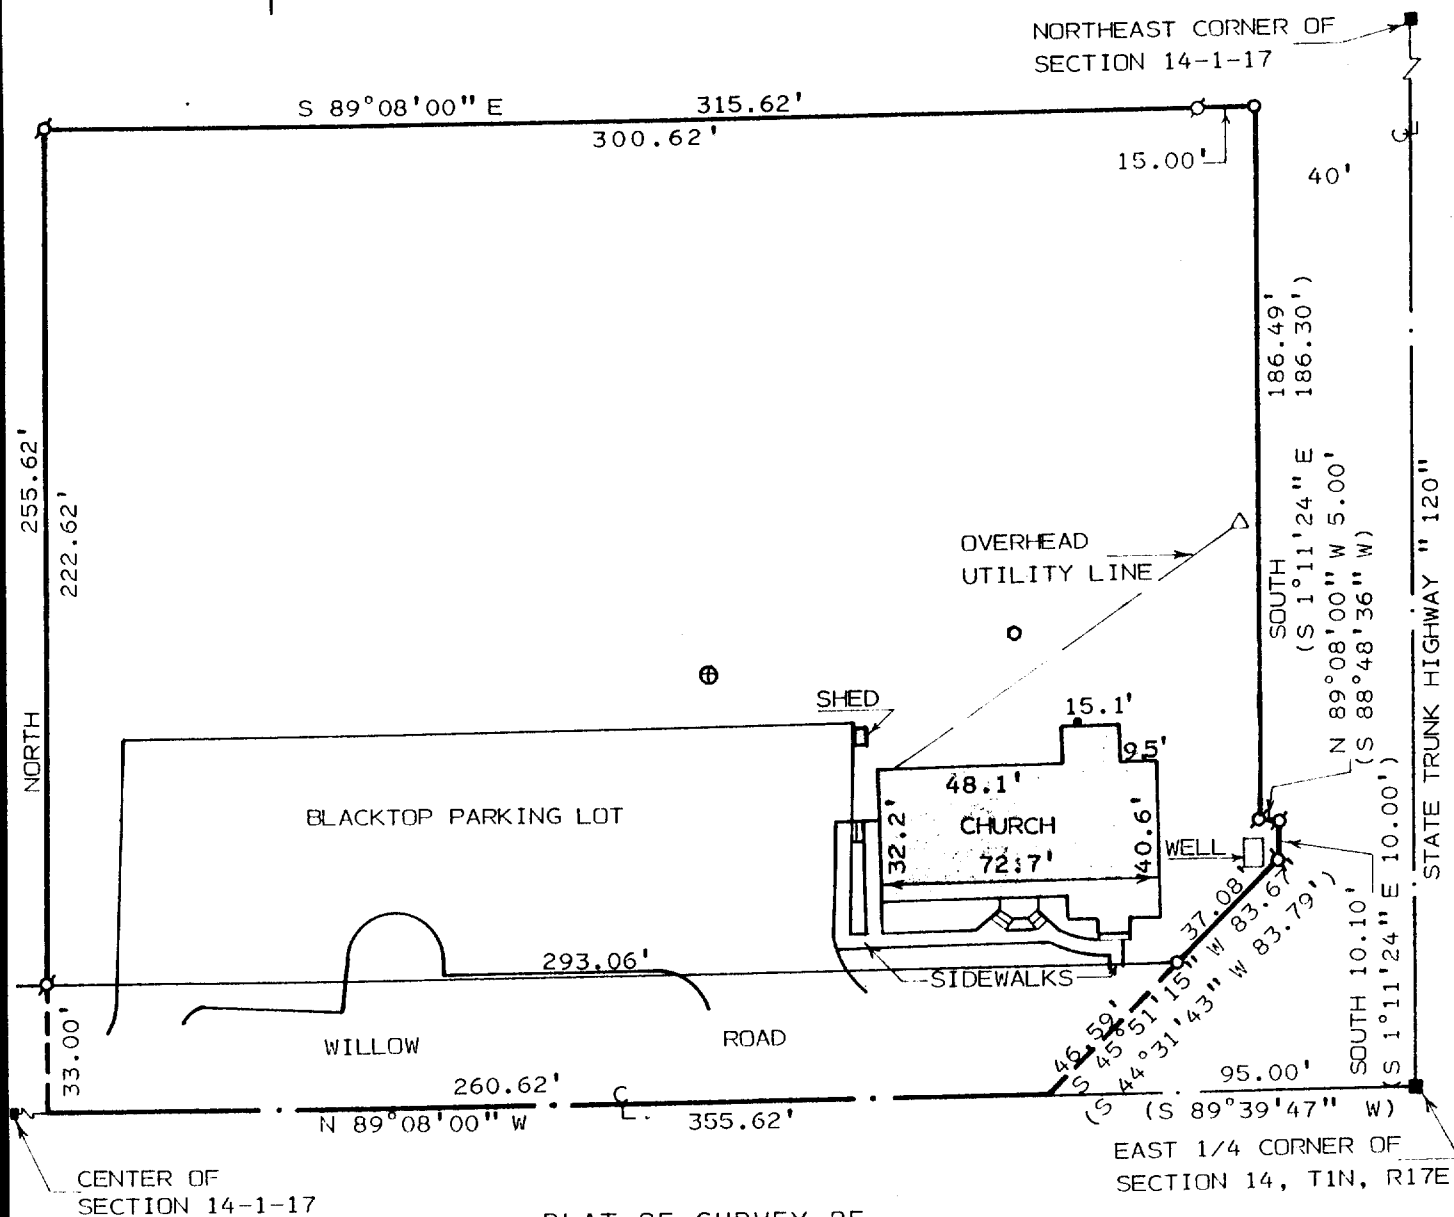 NORTHEAST CORNER OF
SECTION 14-1-17
S 89°08'00" E
315.62'
300.62'
15.00'
40'
CL
255.62'
222.62'
NORTH
186.49'
SOUTH
(S 1°11'24" E 186.30')
N 89°08'00" W 5.00'
(S 88°48'36" W)
STATE TRUNK HIGHWAY "120"
OVERHEAD
UTILITY LINE
SHED
15.1'
9.5'
48.1'
BLACKTOP PARKING LOT
32.2'
CHURCH
40.6'
72.7'
WELL
37.08'
293.06'
SIDEWALKS
46.59'
S 45°51'15" W 83.67'
(S 44°31'43" W 83.79')
SOUTH 10.10'
(S 1°11'24" E 10.00')
33.00'
WILLOW
ROAD
260.62'
CL
95.00'
N 89°08'00" W
355.62'
(S 89°39'47" W)
EAST 1/4 CORNER OF
SECTION 14, T1N, R17E
CENTER OF
SECTION 14-1-17
PLAT OF SURVEY OF